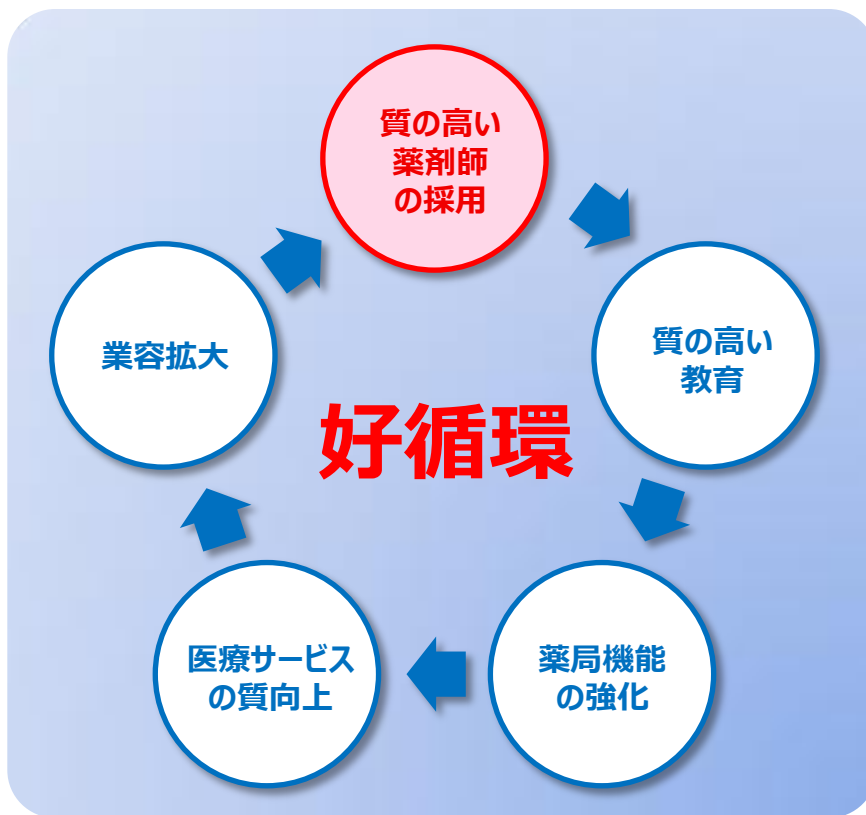 質の高い
薬剤師
の採用
質の高い
教育
薬局機能
の強化
医療サービス
の質向上
業容拡大
好循環